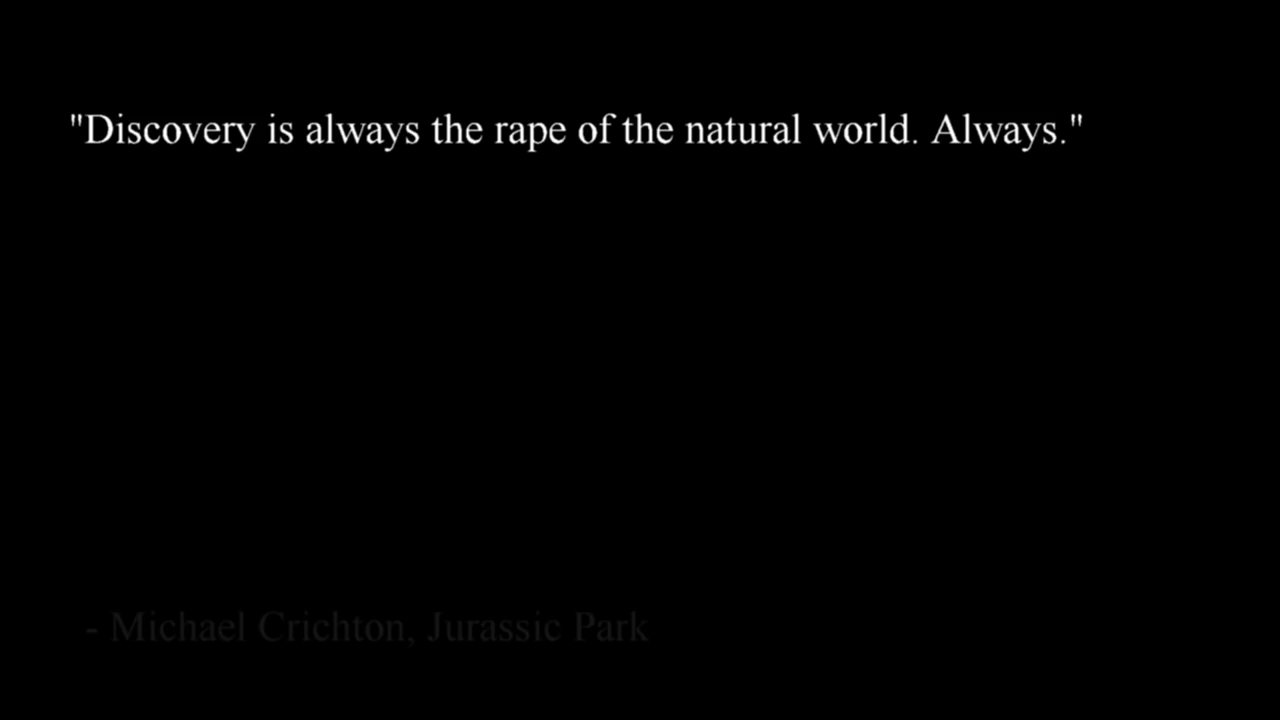 "Discovery is always the rape of the natural world. Always."
- Michael Crichton, Jurassic Park